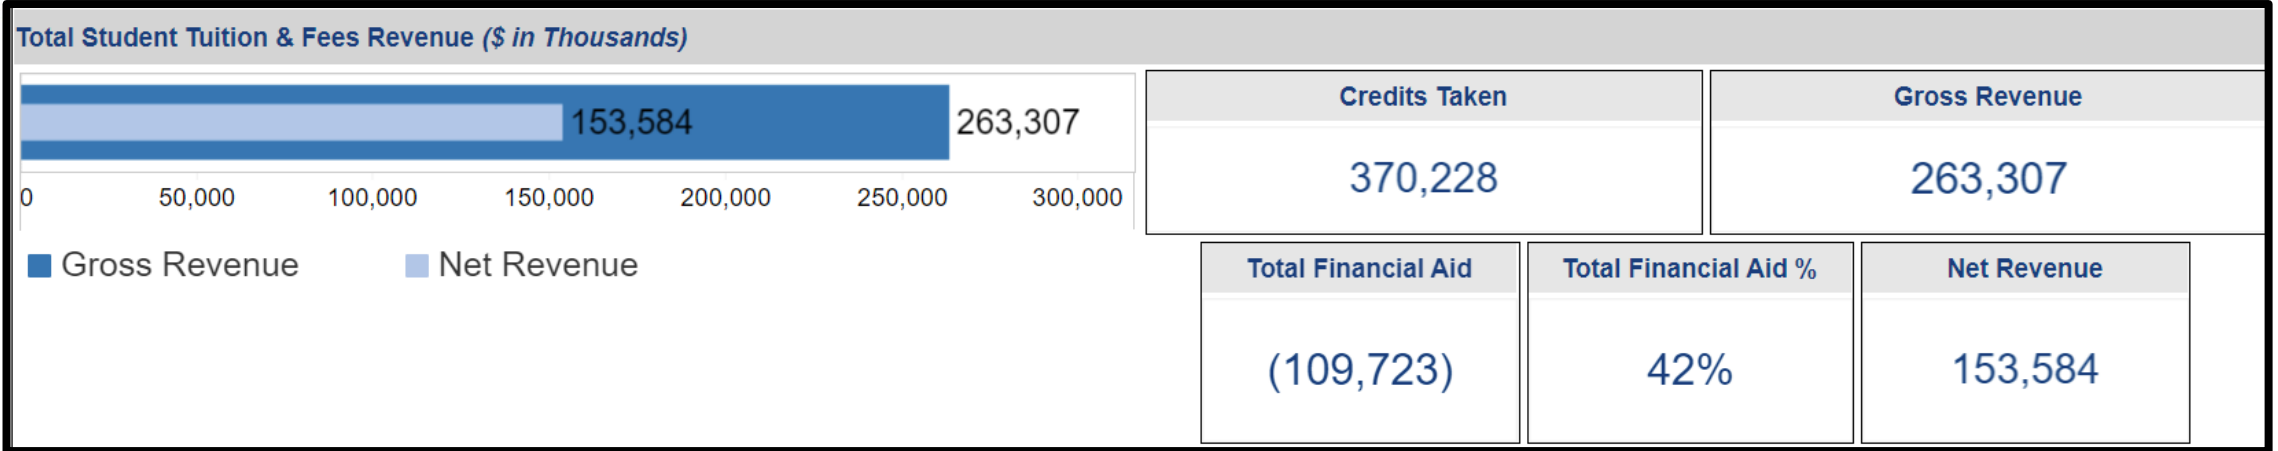 Total Student Tuition & Fees Revenue ($ in Thousands)
153,584
263,307
0 50,000 100,000 150,000 200,000 250,000 300,000
Gross Revenue Net Revenue
Credits Taken
370,228
Gross Revenue
263,307
Total Financial Aid
(109,723)
Total Financial Aid %
42%
Net Revenue
153,584